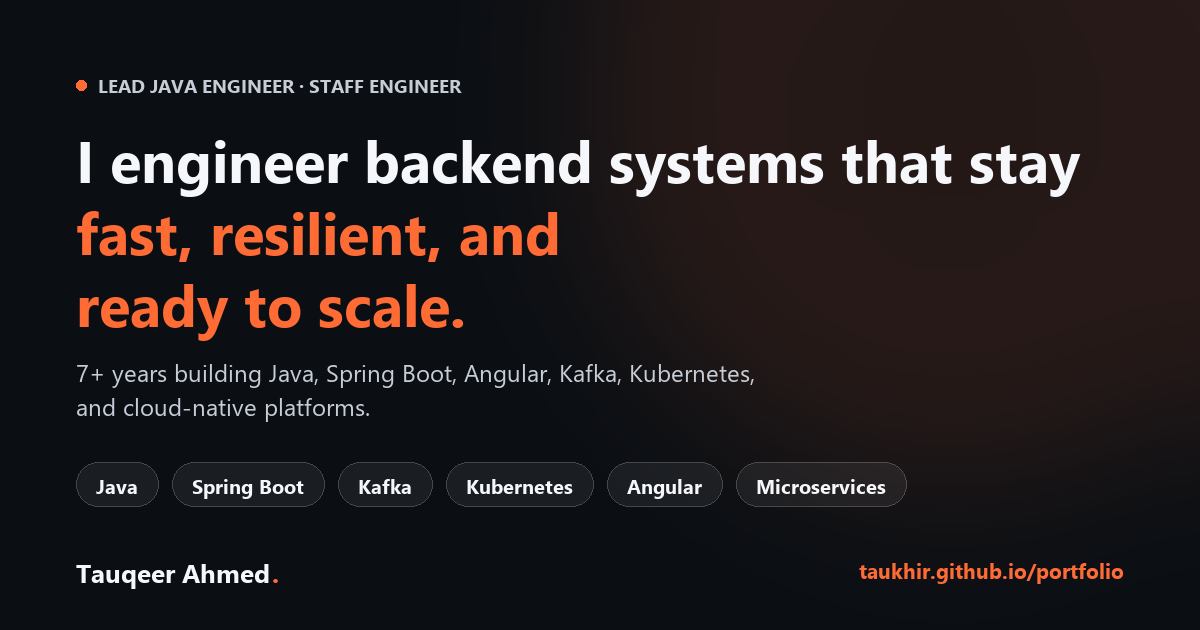 LEAD JAVA ENGINEER · STAFF ENGINEER
I engineer backend systems that stay
fast, resilient, and
ready to scale.
7+ years building Java, Spring Boot, Angular, Kafka, Kubernetes,
and cloud-native platforms.
Java
Spring Boot
Kafka
Kubernetes
Angular
Microservices
Tauqeer Ahmed.
taukhir.github.io/portfolio